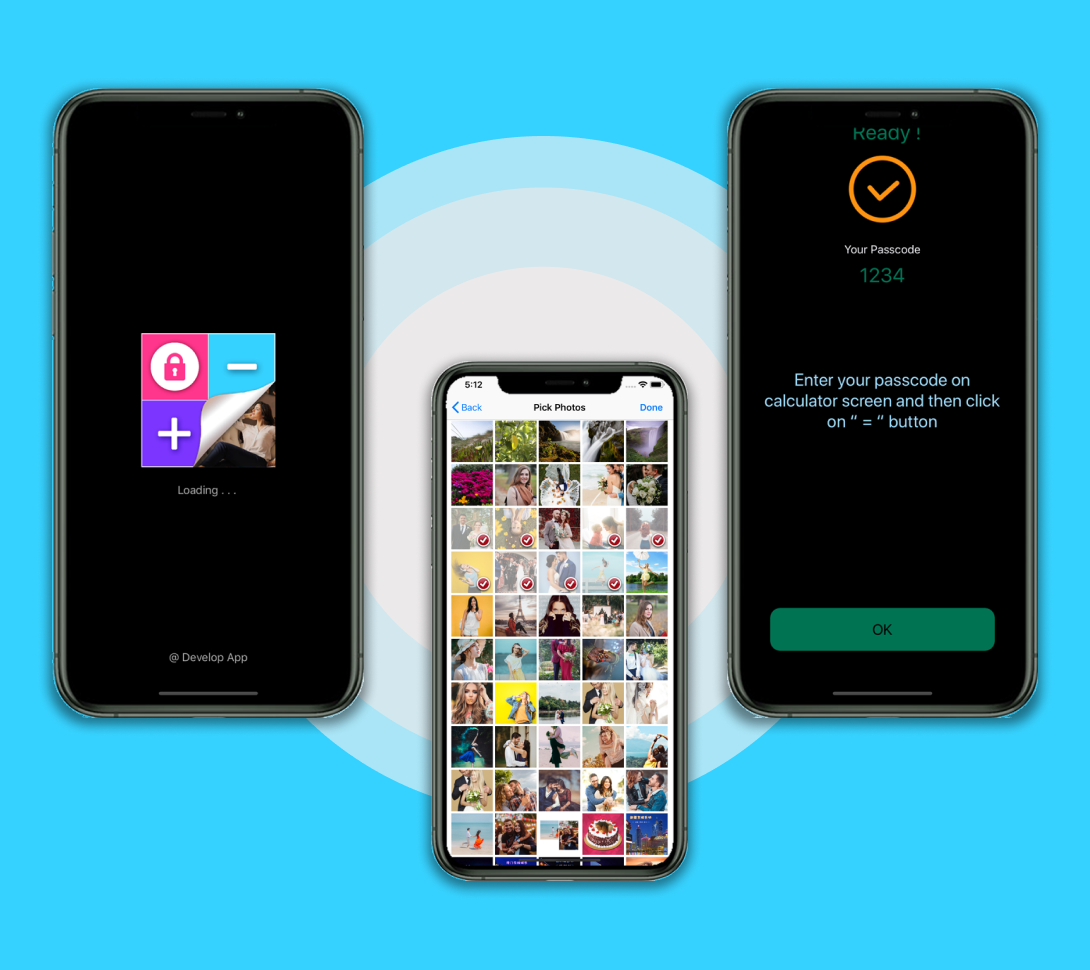 Loading . . .
@ Develop App
5:12
Back
Pick Photos
Done
Ready !
Your Passcode
1234
Enter your passcode on
calculator screen and then click
on “ = “ button
OK